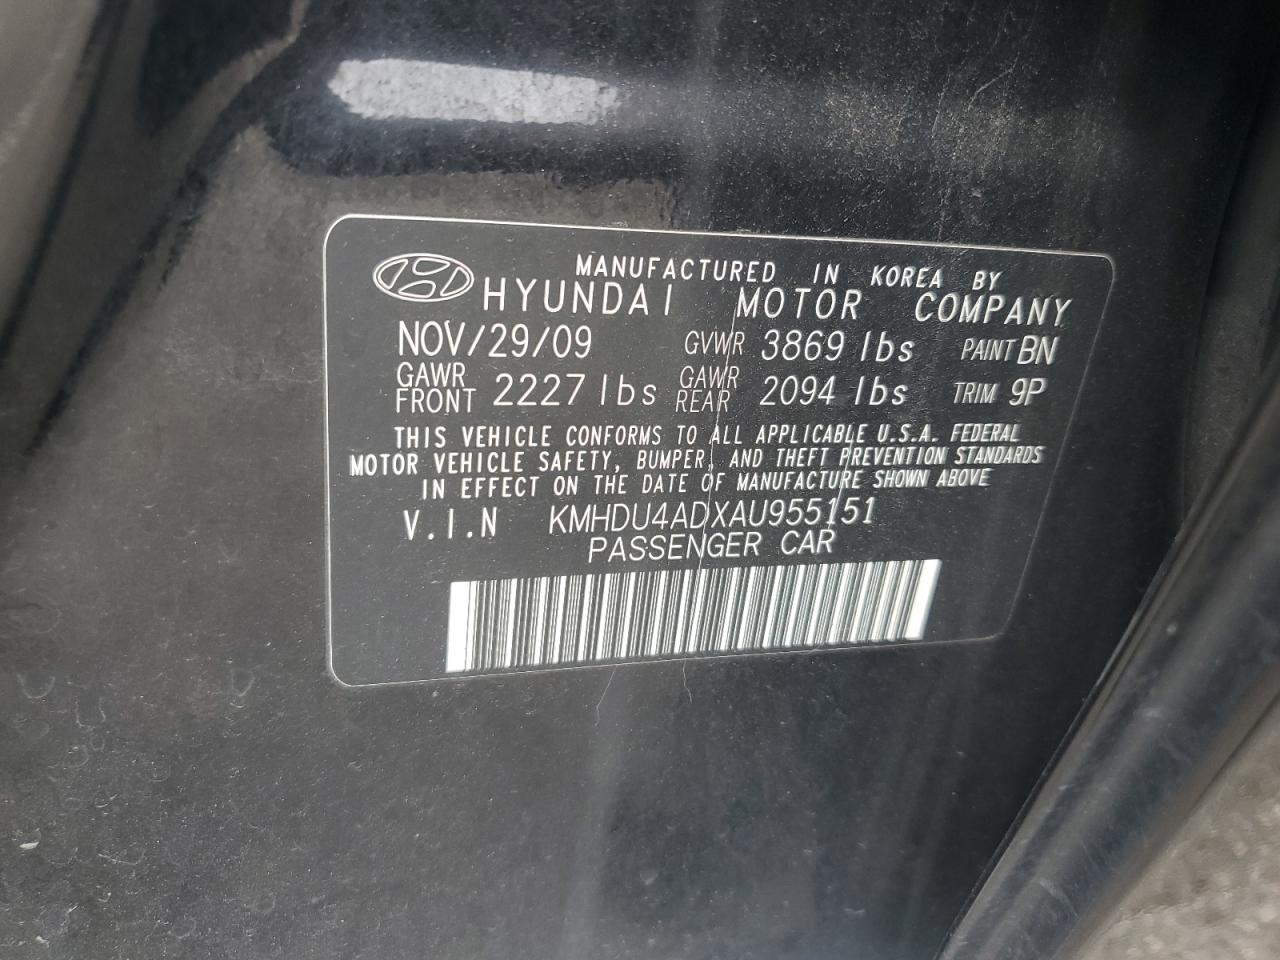 MANUFACTURED IN KOREA BY
HYUNDAI MOTOR COMPANY
NOV/29/09 GVWR 3869 lbs PAINT BN
GAWR FRONT 2227 lbs GAWR REAR 2094 lbs TRIM 9P
THIS VEHICLE CONFORMS TO ALL APPLICABLE U.S.A. FEDERAL
MOTOR VEHICLE SAFETY, BUMPER, AND THEFT PREVENTION STANDARDS
IN EFFECT ON THE DATE OF MANUFACTURE SHOWN ABOVE
V.I.N KMHDU4ADXAU955151
PASSENGER CAR